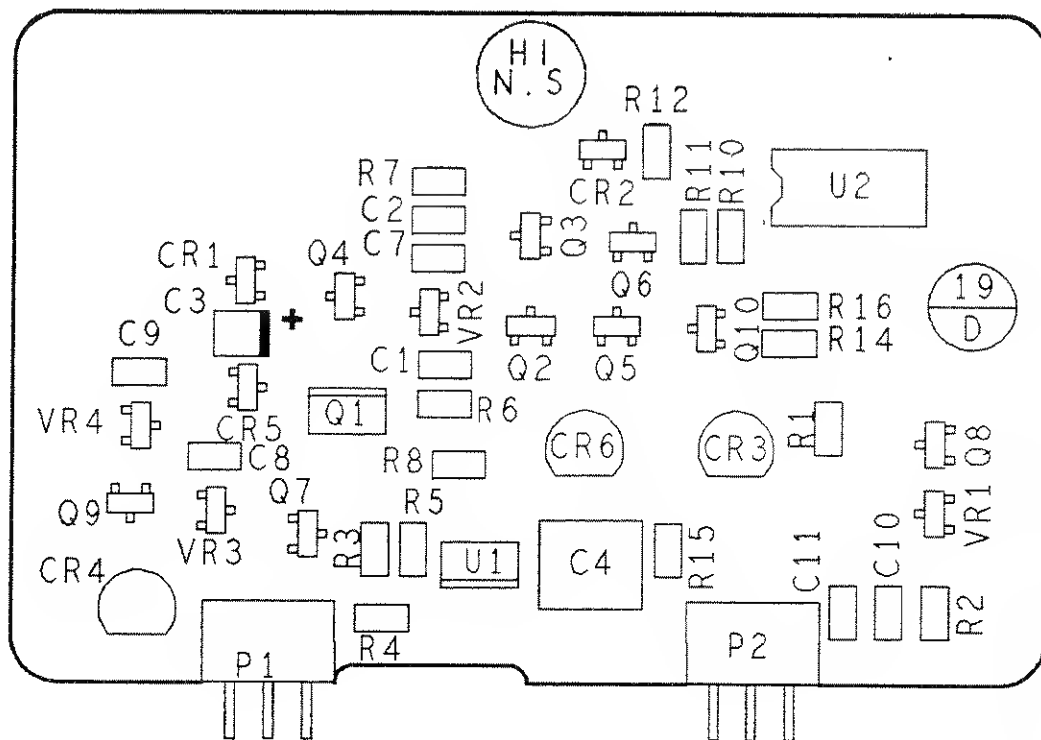 HI
N.S
R12
R11
R10
R7
CR2
U2
C2
C7
Q3
CR1
Q4
Q6
C3
+
VR2
19
D
R16
C9
Q10
R14
C1
Q2
Q5
Q1
R6
VR4
CR5
CR6
CR3
R1
C8
R8
Q8
Q7
R5
Q9
VR3
R3
U1
C4
R15
VR1
CR4
C11
C10
R2
R4
P1
P2